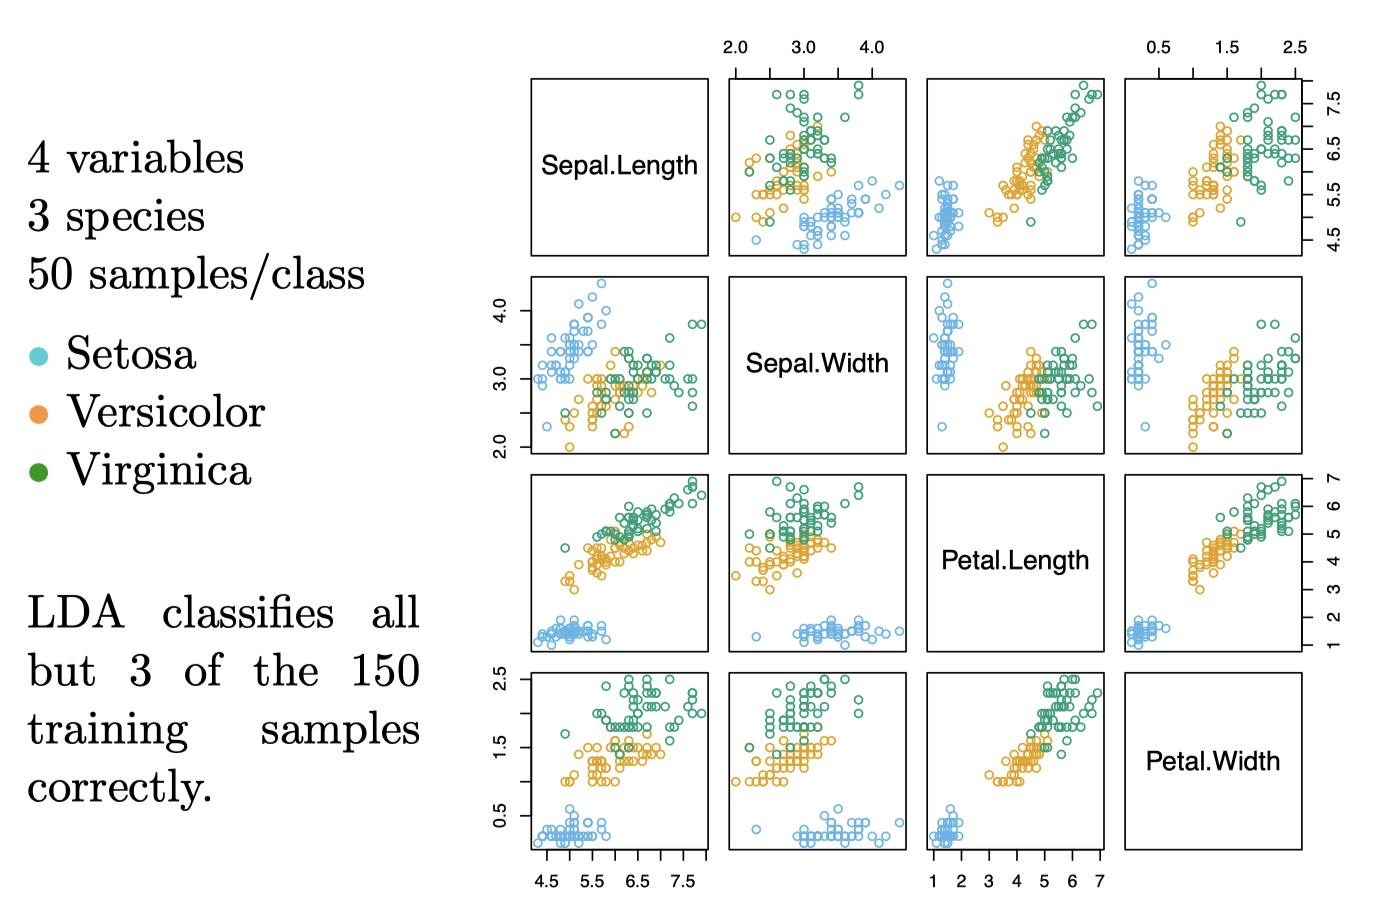 4 variables
3 species
50 samples/class
Setosa
Versicolor
Virginica
LDA classifies all
but 3 of the 150
training samples
correctly.
2.0 3.0 4.0
0.5 1.5 2.5
Sepal.Length
4.5 5.5 6.5 7.5
2.0 3.0 4.0
Sepal.Width
Petal.Length
1 2 3 4 5 6 7
0.5 1.5 2.5
Petal.Width
4.5 5.5 6.5 7.5
1 2 3 4 5 6 7